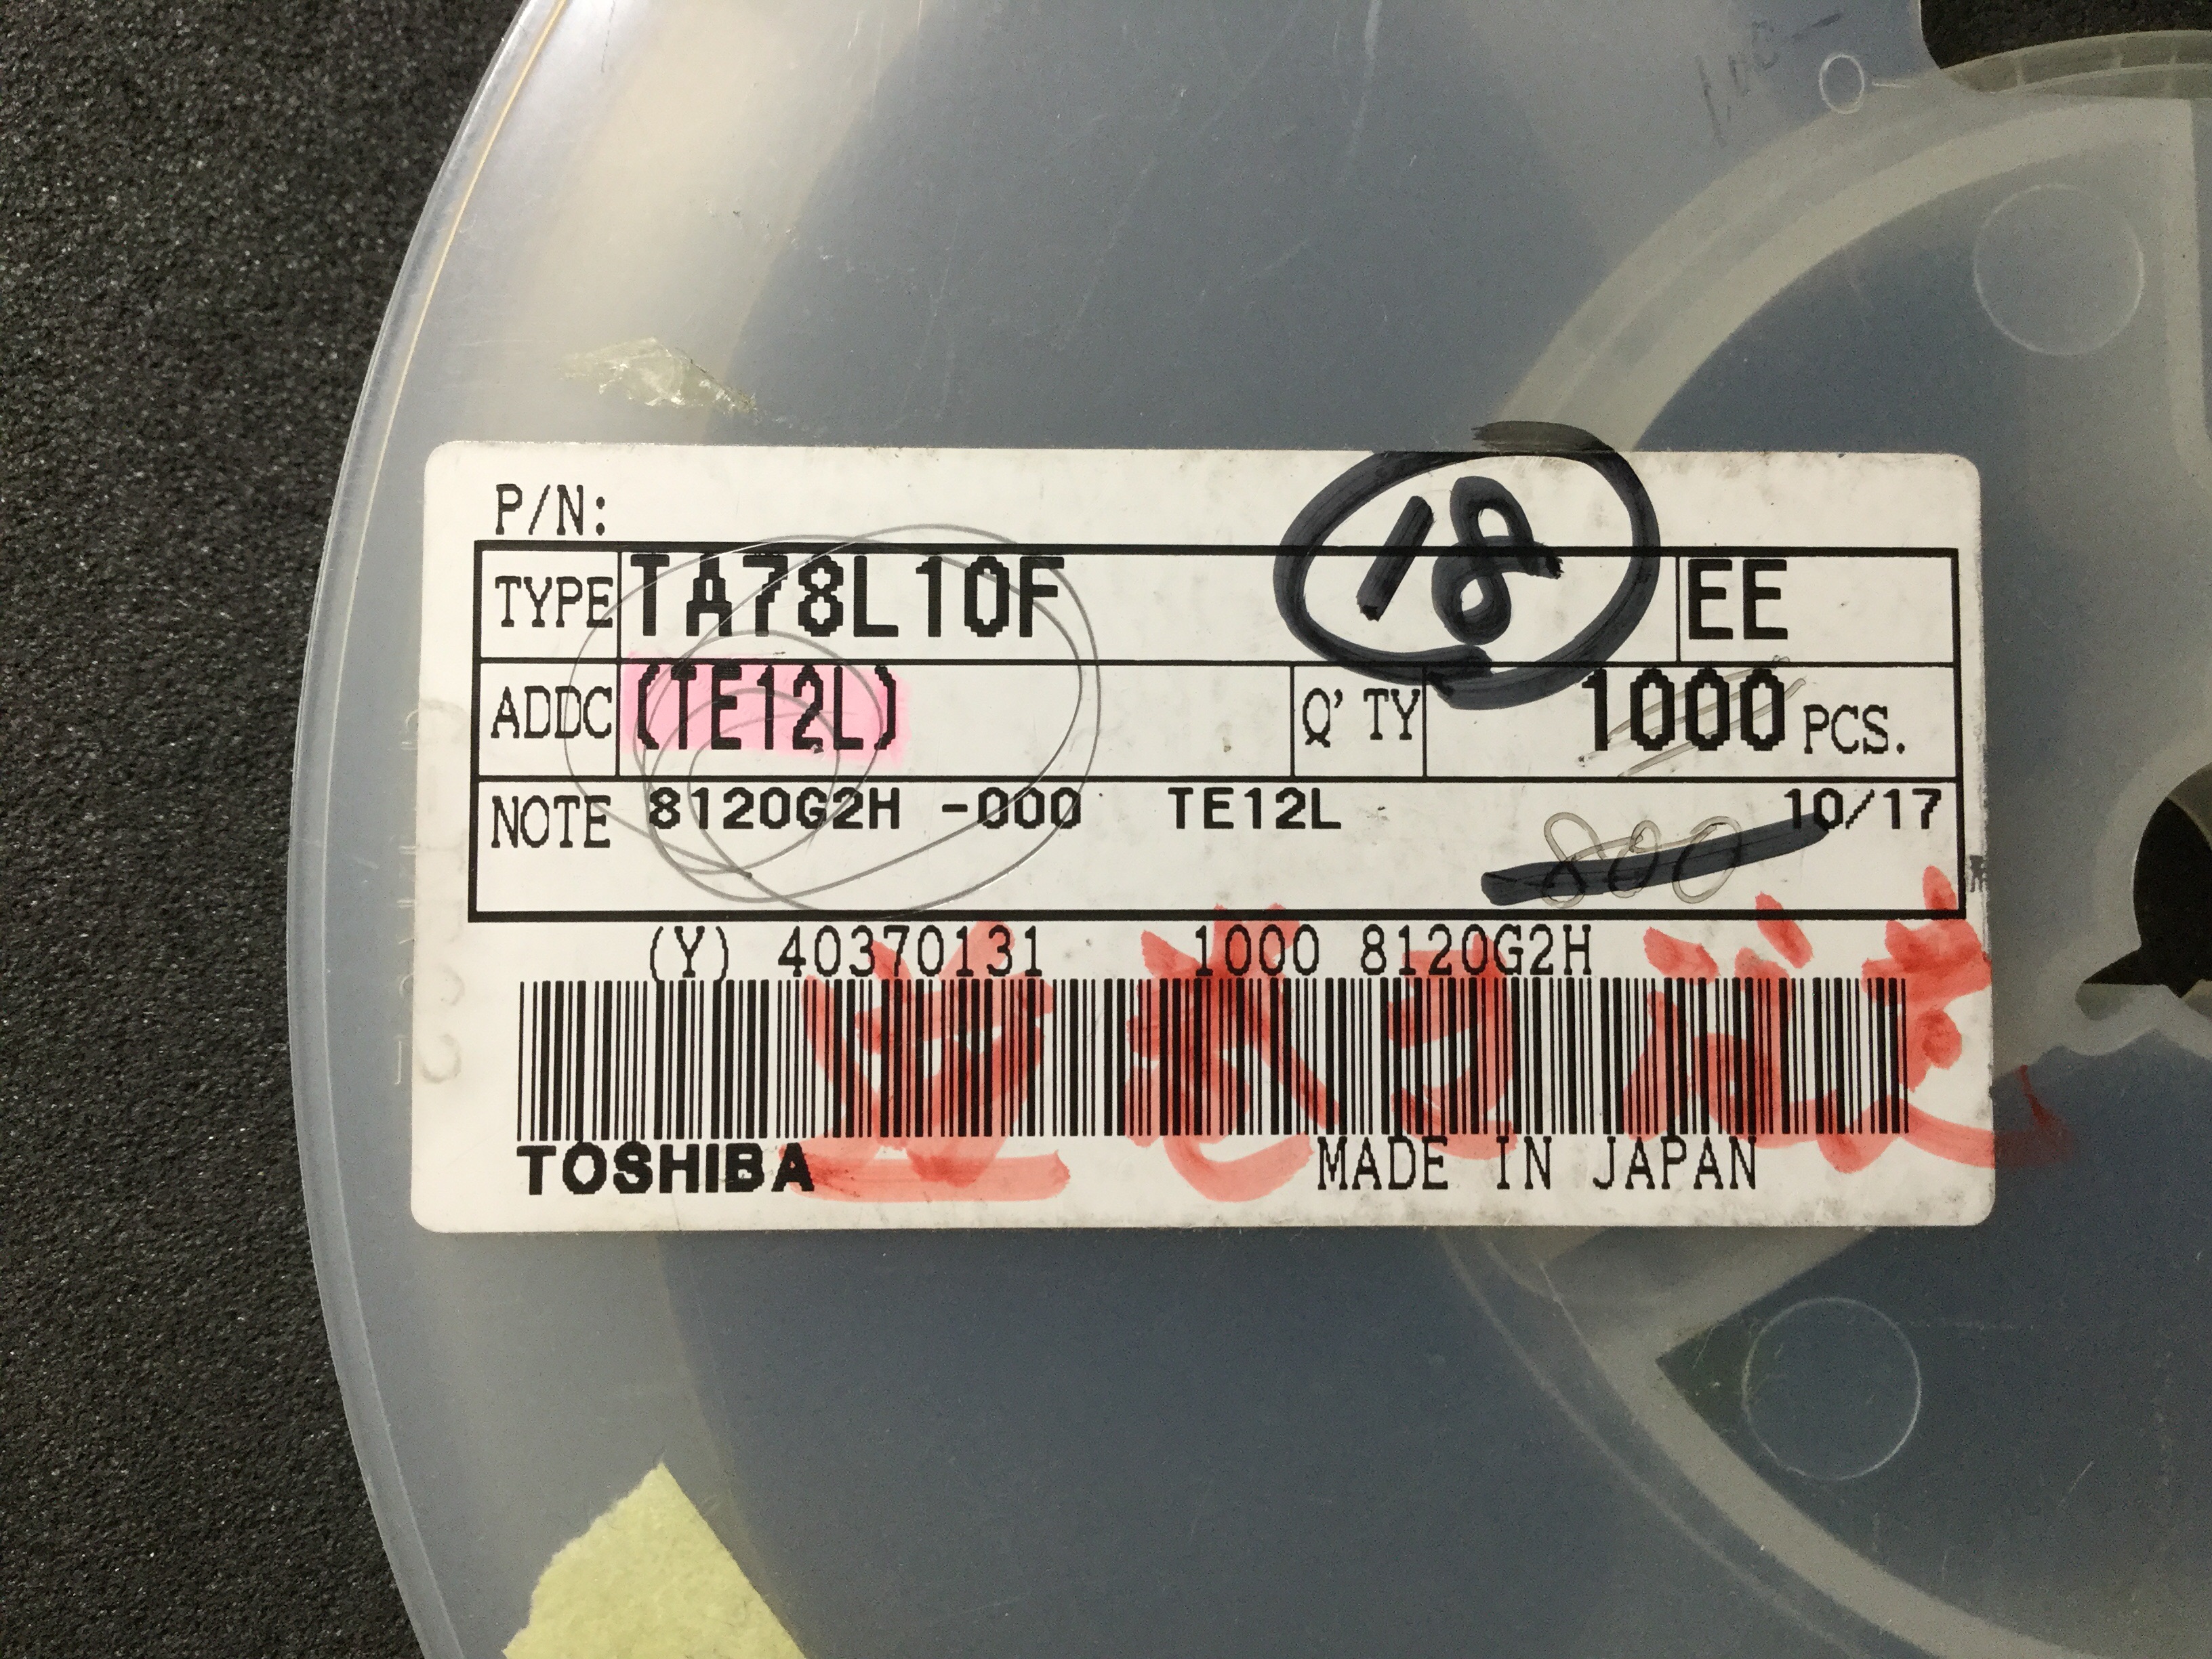 P/N:
18
TYPE TA78L10F EE
ADDC (TE12L) Q'TY 1000 PCS.
NOTE 8120G2H -000 TE12L 10/17
800
(Y) 40370131 1000 8120G2H
TOSHIBA MADE IN JAPAN